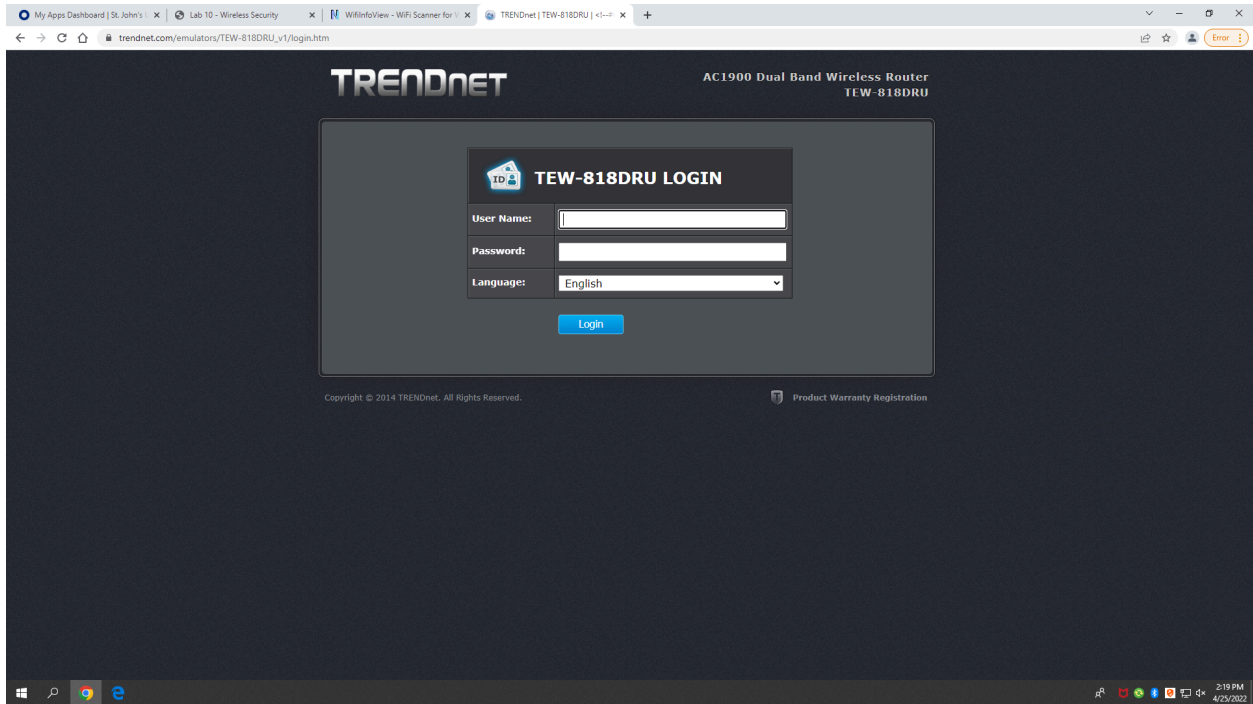 My Apps Dashboard | St. John's
Lab 10 - Wireless Security
WifiInfoView - WiFi Scanner for
TRENDnet | TEW-818DRU | <!--#
trendnet.com/emulators/TEW-818DRU_v1/login.htm
Error
TRENDNET
AC1900 Dual Band Wireless Router
TEW-818DRU
ID
TEW-818DRU LOGIN
User Name:
Password:
Language:
English
Login
Copyright © 2014 TRENDnet. All Rights Reserved.
Product Warranty Registration
2:19 PM
4/25/2022